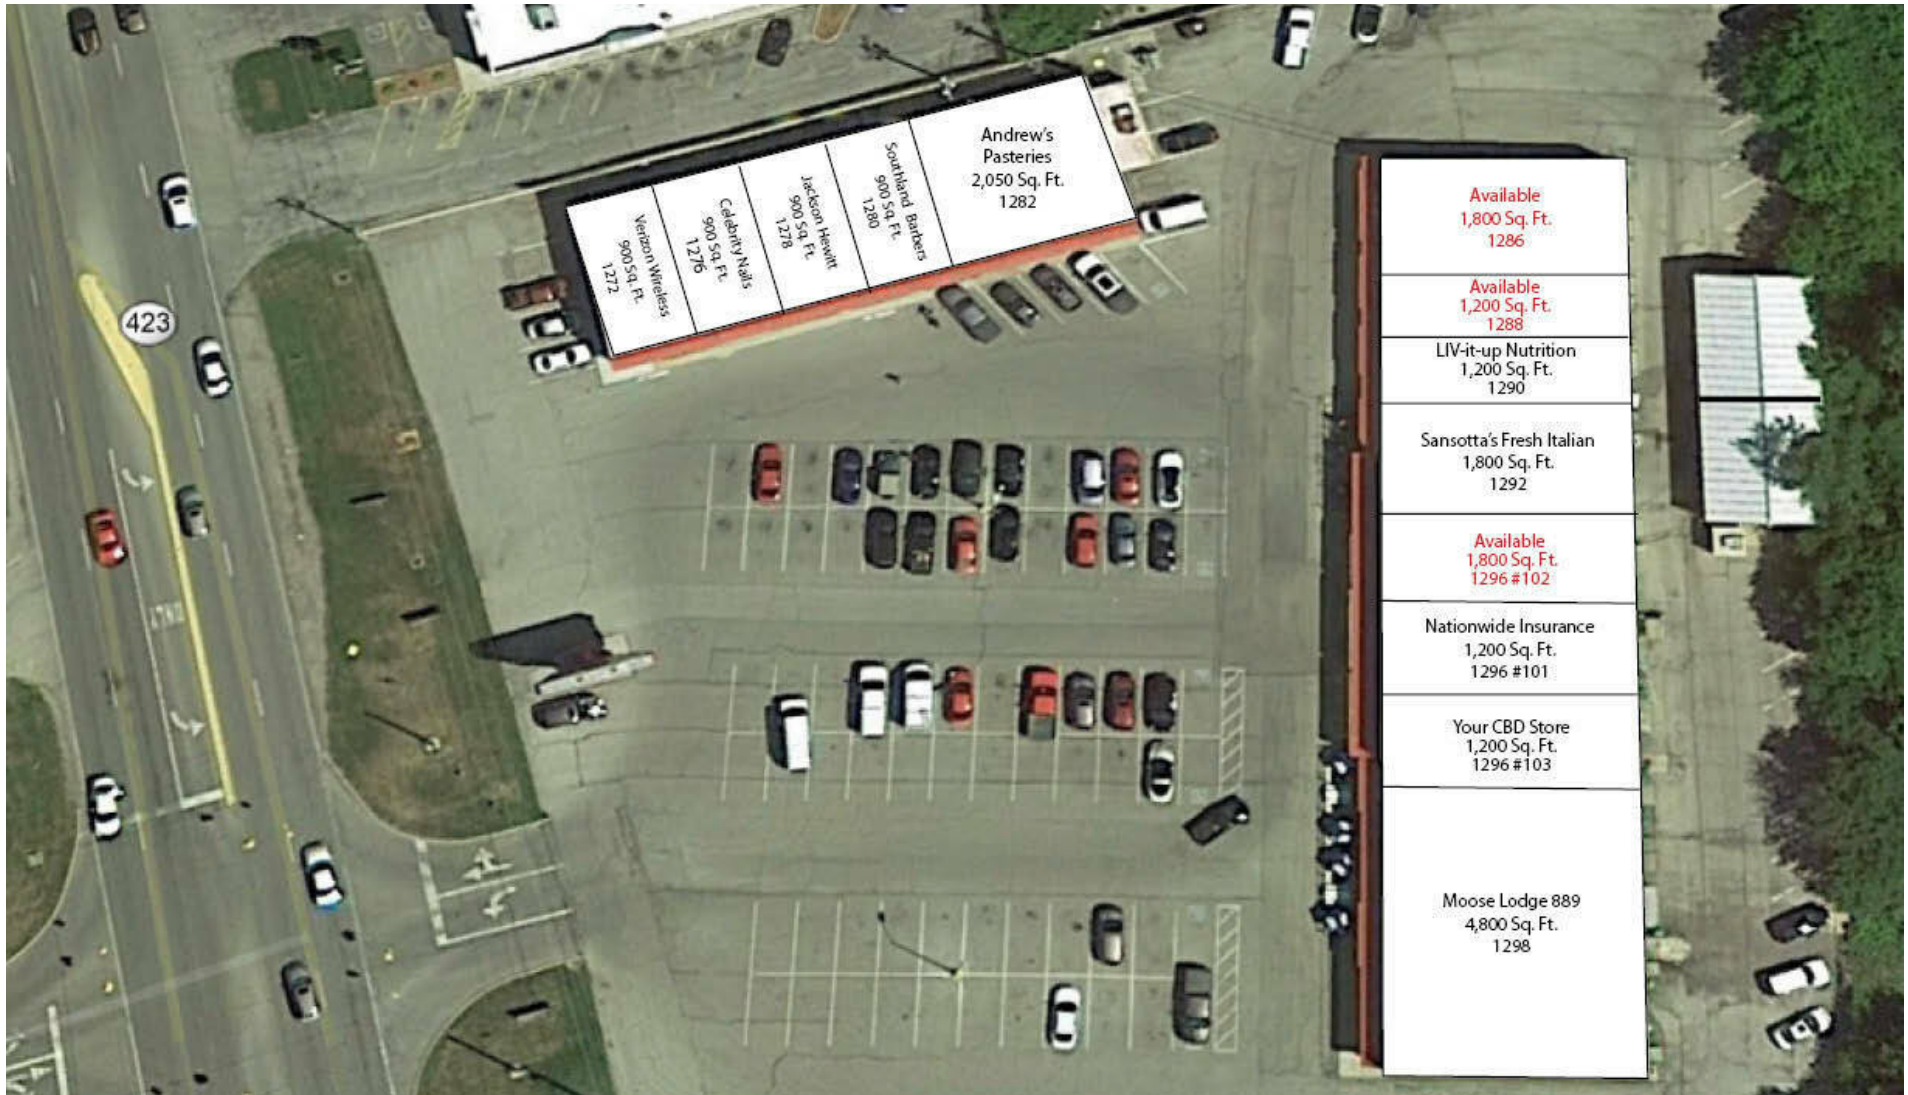 Verizon Wireless
900 Sq. Ft.
1272
Celebrity Nails
900 Sq. Ft.
1276
Jackson Hewitt
900 Sq. Ft.
1278
Southland Barbers
900 Sq. Ft.
1280
Andrew's
Pasteries
2,050 Sq. Ft.
1282
Available
1,800 Sq. Ft.
1286
Available
1,200 Sq. Ft.
1288
LIV-it-up Nutrition
1,200 Sq. Ft.
1290
Sansotta's Fresh Italian
1,800 Sq. Ft.
1292
Available
1,800 Sq. Ft.
1296 #102
Nationwide Insurance
1,200 Sq. Ft.
1296 #101
Your CBD Store
1,200 Sq. Ft.
1296 #103
Moose Lodge 889
4,800 Sq. Ft.
1298
423
ONLY